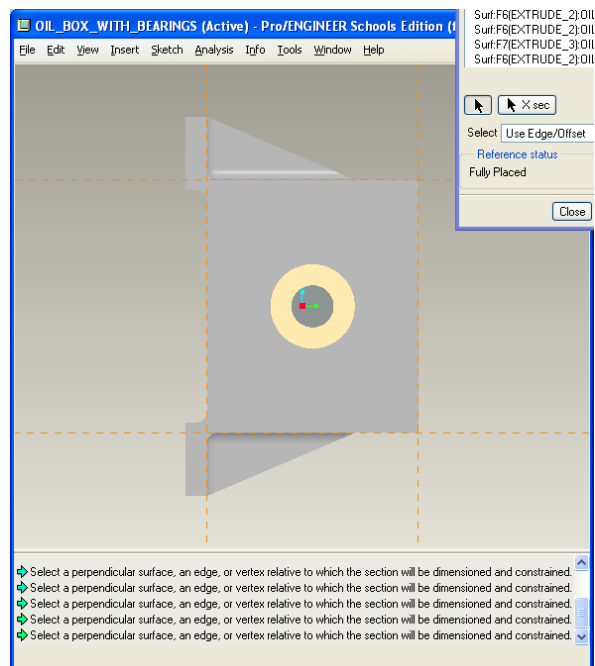 OIL_BOX_WITH_BEARINGS (Active) - Pro/ENGINEER Schools Edition (f
File Edit View Insert Sketch Analysis Info Tools Window Help
Surf:F6(EXTRUDE_2):OIL
Surf:F6(EXTRUDE_2):OIL
Surf:F7(EXTRUDE_3):OIL
Surf:F6(EXTRUDE_2):OIL
X sec
Select Use Edge/Offset
Reference status
Fully Placed
Close
Select a perpendicular surface, an edge, or vertex relative to which the section will be dimensioned and constrained.
Select a perpendicular surface, an edge, or vertex relative to which the section will be dimensioned and constrained.
Select a perpendicular surface, an edge, or vertex relative to which the section will be dimensioned and constrained.
Select a perpendicular surface, an edge, or vertex relative to which the section will be dimensioned and constrained.
Select a perpendicular surface, an edge, or vertex relative to which the section will be dimensioned and constrained.